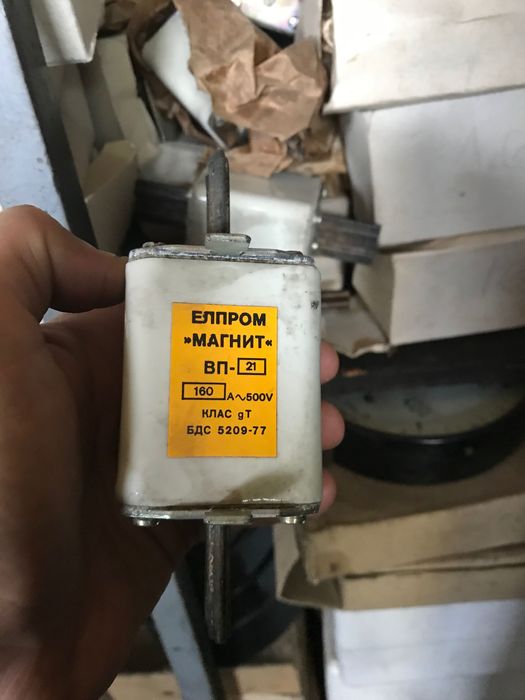 ЕЛПРОМ
»МАГНИТ«
ВП-21
160 А~500V
КЛАС gT
БДС 5209-77